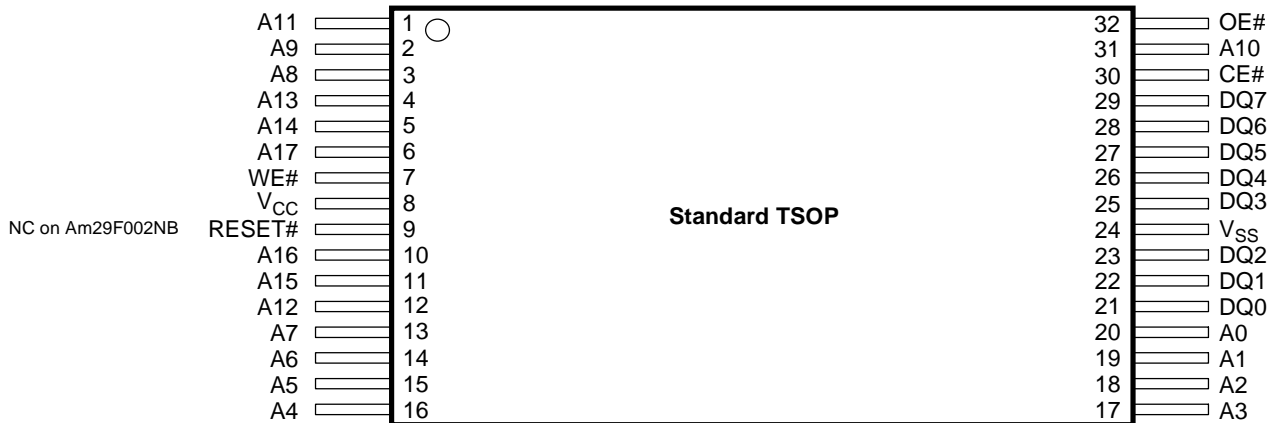 A11 1 32 OE#
A9 2 31 A10
A8 3 30 CE#
A13 4 29 DQ7
A14 5 28 DQ6
A17 6 27 DQ5
WE# 7 26 DQ4
VCC 8 25 DQ3
Standard TSOP
NC on Am29F002NB RESET# 9 24 VSS
A16 10 23 DQ2
A15 11 22 DQ1
A12 12 21 DQ0
A7 13 20 A0
A6 14 19 A1
A5 15 18 A2
A4 16 17 A3